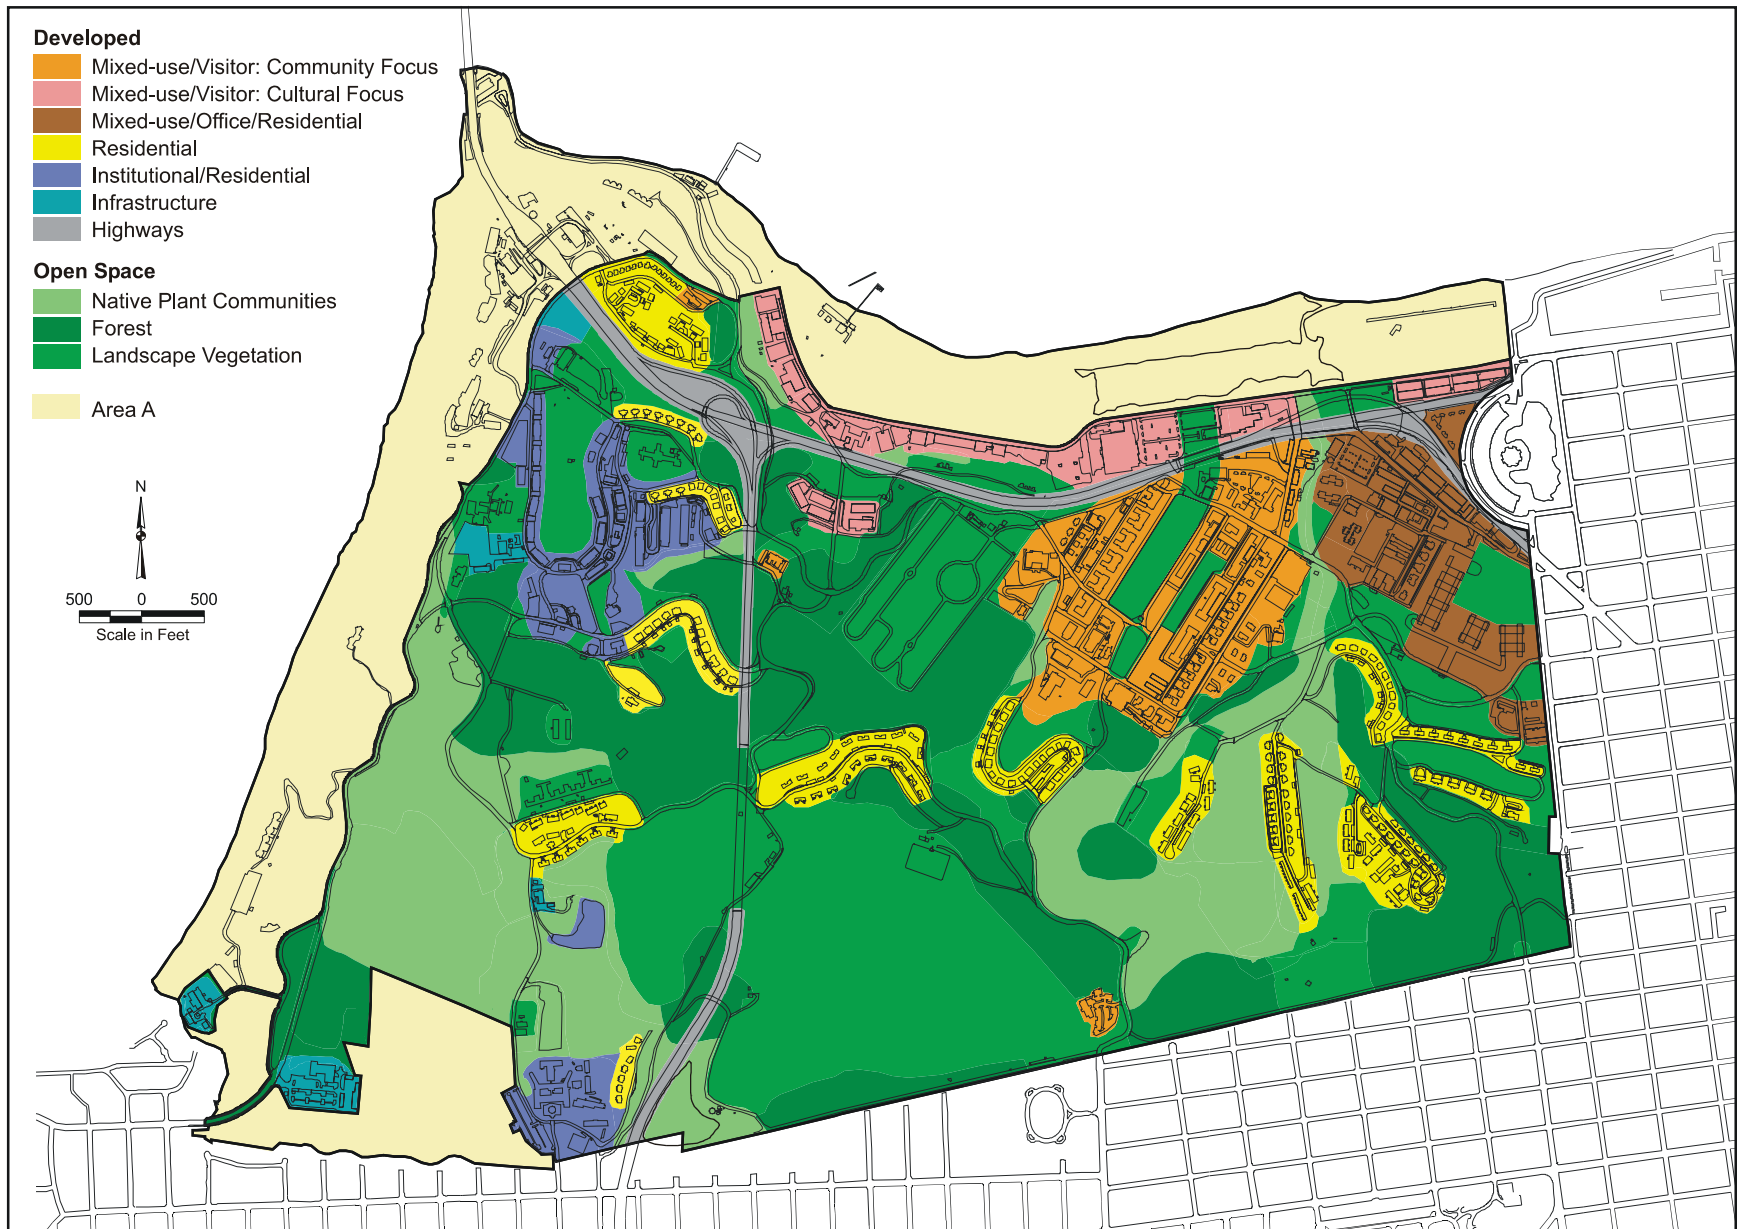 Developed
Mixed-use/Visitor: Community Focus
Mixed-use/Visitor: Cultural Focus
Mixed-use/Office/Residential
Residential
Institutional/Residential
Infrastructure
Highways
Open Space
Native Plant Communities
Forest
Landscape Vegetation
Area A
N
500 0 500
Scale in Feet